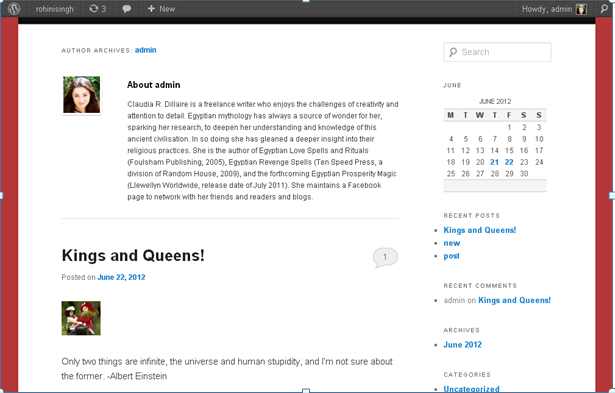 rohinisingh 3 0 + New Howdy, admin
AUTHOR ARCHIVES: admin
About admin
Claudia R. Dillaire is a freelance writer who enjoys the challenges of creativity and
attention to detail. Egyptian mythology has always a source of wonder for her,
sparking her research, to deepen her understanding and knowledge of this
ancient civilisation. In so doing she has gleaned a deeper insight into their
religious practices. She is the author of Egyptian Love Spells and Rituals
(Foulsham Publishing, 2005), Egyptian Revenge Spells (Ten Speed Press, a
division of Random House, 2009), and the forthcoming Egyptian Prosperity Magic
(Llewellyn Worldwide, release date of July 2011). She maintains a Facebook
page to network with her friends and readers and blogs.
Kings and Queens!
1
Posted on June 22, 2012
Only two things are infinite, the universe and human stupidity, and I'm not sure about
the former. -Albert Einstein
Search
JUNE
JUNE 2012
M T W T F S S
1 2 3
4 5 6 7 8 9 10
11 12 13 14 15 16 17
18 19 20 21 22 23 24
25 26 27 28 29 30
RECENT POSTS
Kings and Queens!
new
post
RECENT COMMENTS
admin on Kings and Queens!
ARCHIVES
June 2012
CATEGORIES
Uncategorized